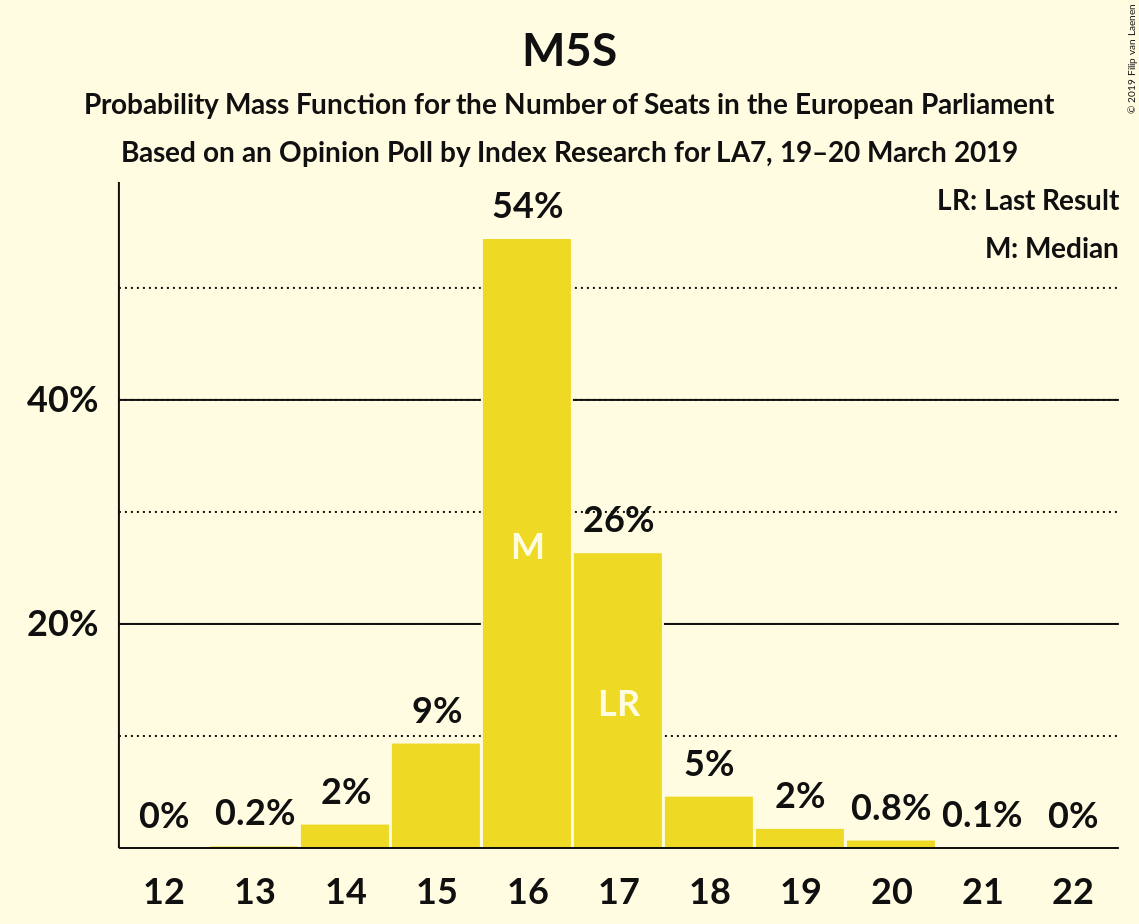 M5S
Probability Mass Function for the Number of Seats in the European Parliament
Based on an Opinion Poll by Index Research for LA7, 19–20 March 2019
© 2019 Filip van Laenen
LR: Last Result
M: Median
54%
40%
26%
M
20%
LR
9%
5%
2%
2%
0%
0.2%
0.8%
0.1%
0%
12 13 14 15 16 17 18 19 20 21 22